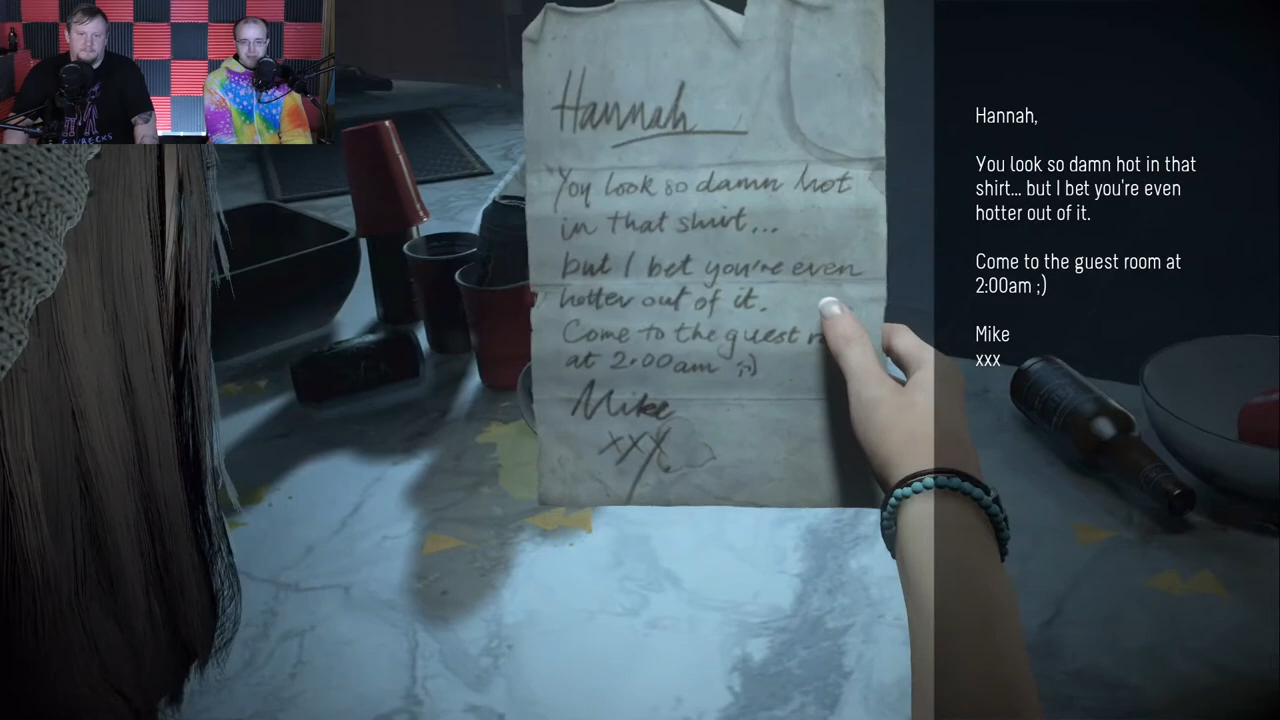 Hannah
You look so damn hot
in that shirt...
but I bet you're even
hotter out of it.
Come to the guest
at 2:00am ;)
Mike
xxx
Hannah,
You look so damn hot in that
shirt... but I bet you're even
hotter out of it.
Come to the guest room at
2:00am ;)
Mike
xxx